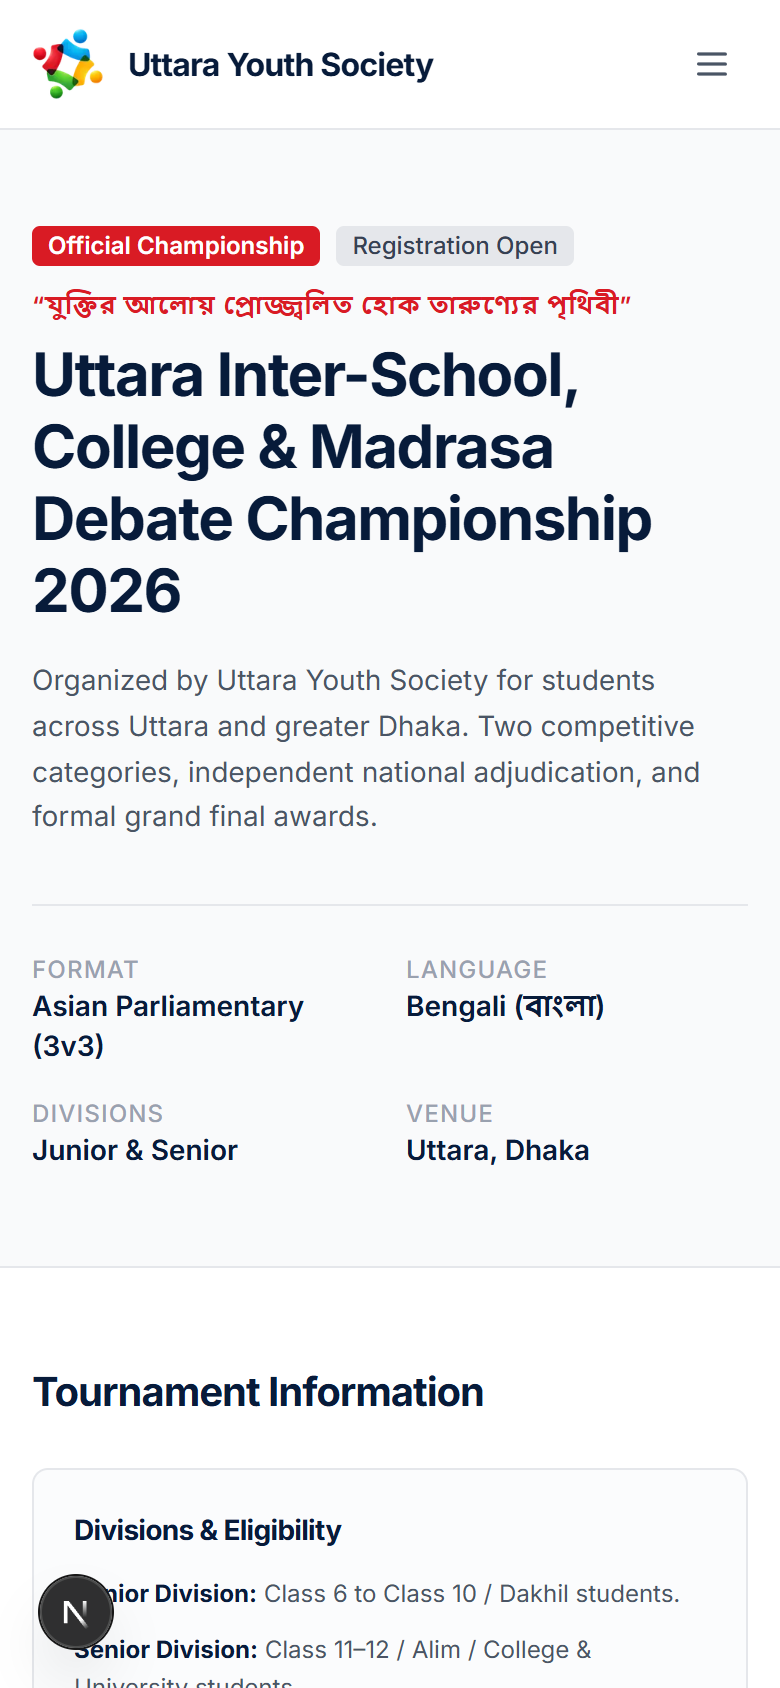 Uttara Youth Society
Official Championship
Registration Open
“যুক্তির আলোয় প্রোজ্জ্বলিত হোক তারুণ্যের পৃথিবী”
Uttara Inter-School,
College & Madrasa
Debate Championship
2026
Organized by Uttara Youth Society for students
across Uttara and greater Dhaka. Two competitive
categories, independent national adjudication, and
formal grand final awards.
FORMAT
Asian Parliamentary
(3v3)
LANGUAGE
Bengali (বাংলা)
DIVISIONS
Junior & Senior
VENUE
Uttara, Dhaka
Tournament Information
Divisions & Eligibility
Division: Class 6 to Class 10 / Dakhil students.
N
Senior Division: Class 11–12 / Alim / College &
University students